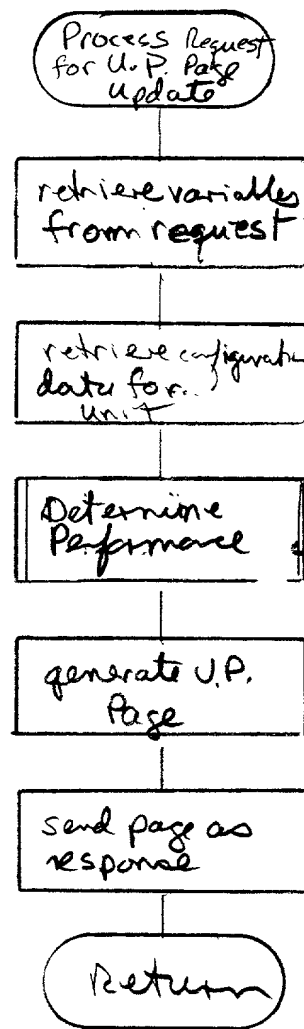 Process Request
for U.P. Page
update
retrieve variables
from request
retrieve configuration
data for
unit
Determine
Performance
generate U.P.
Page
send page as
response
Return